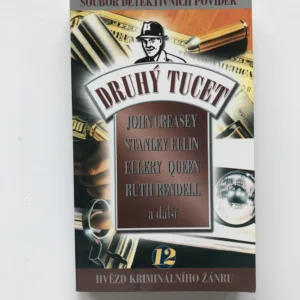 SOUBOR DETEKTIVNÍCH POVÍDEK
DRUHÝ TUCET
JOHN CREASEY
STANLEY ELLIN
ELLERY QUEEN
RUTH RENDELL
a další
12
HVĚZD KRIMINÁLNÍHO ŽÁNRU